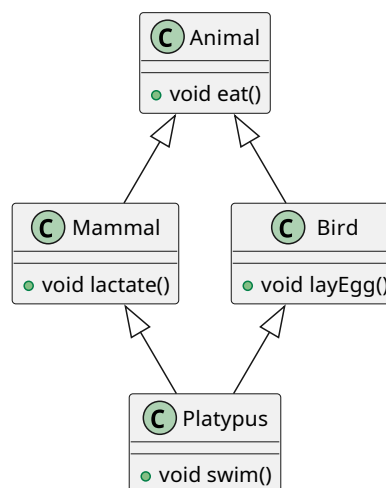 C Animal
+ void eat()
C Mammal
C Bird
void lactate()
void layEgg()
C Platypus
void swim()